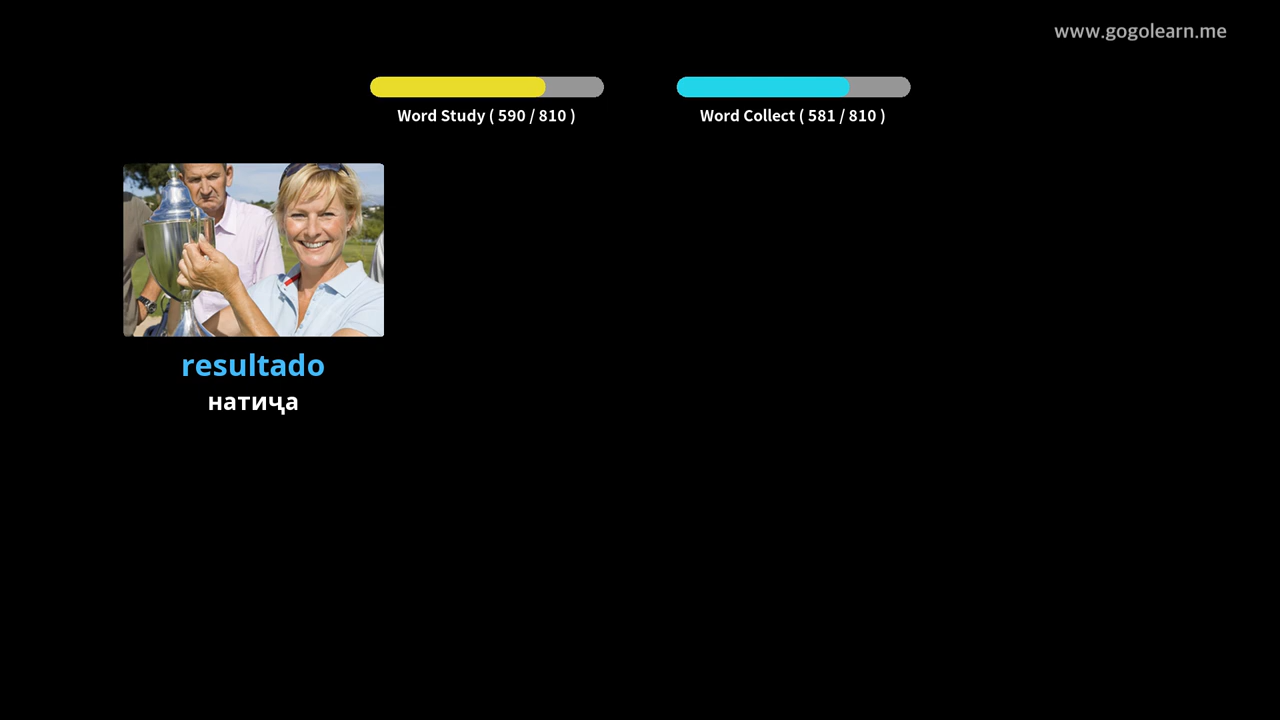 www.gogolearn.me
Word Study ( 590 / 810 )
Word Collect ( 581 / 810 )
resultado
натиҷа